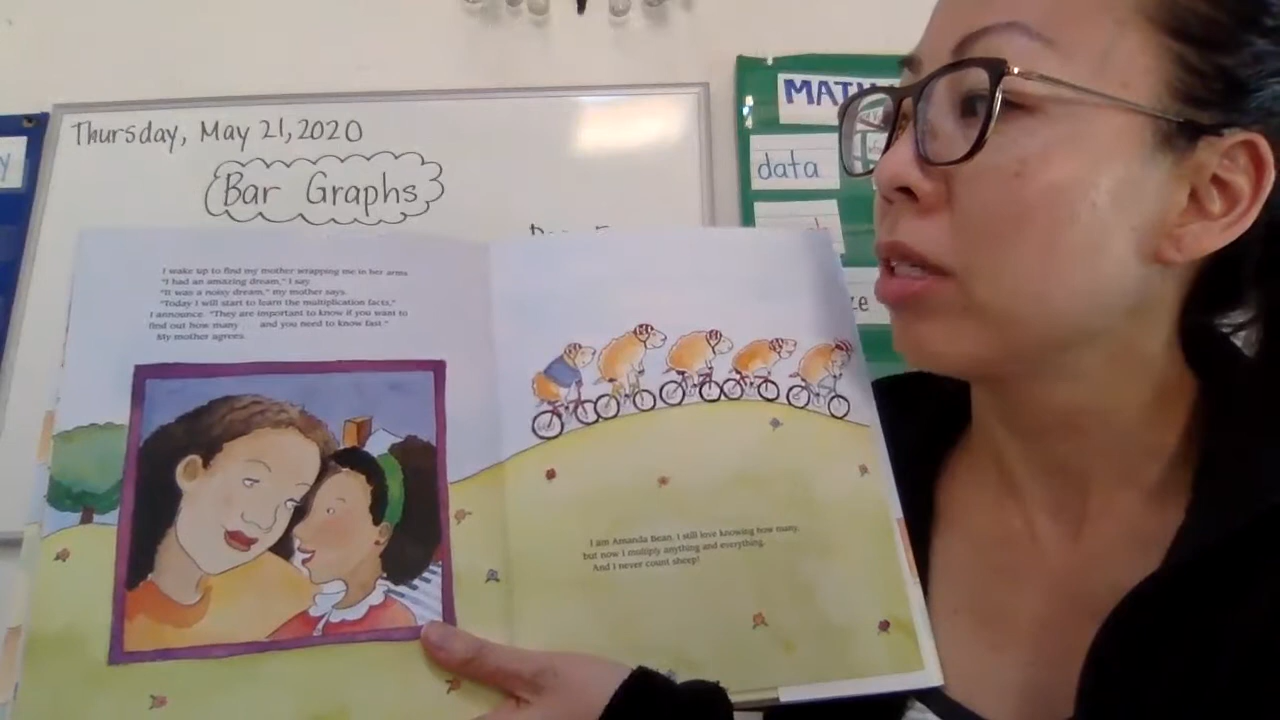 Thursday, May 21, 2020
Bar Graphs
MATH
data
ze
y
I wake up to find my mother wrapping me in her arms.
"I had an amazing dream," I say.
"It was a noisy dream," my mother says.
"Today I will start to learn the multiplication facts,"
I announce. "They are important to know if you want to
find out how many and you need to know fast."
My mother agrees.
I am Amanda Bean. I still love knowing how many,
but now I multiply anything and everything.
And I never count sheep!